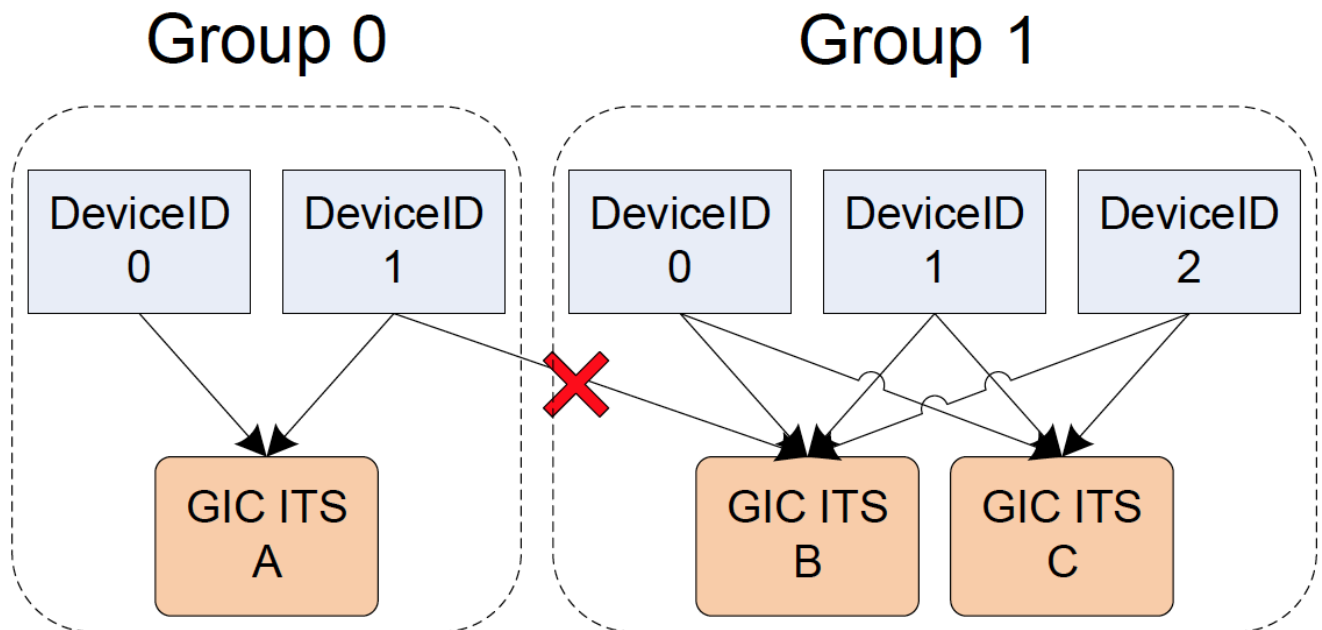 Group 0
Group 1
DeviceID
0
DeviceID
1
DeviceID
0
DeviceID
1
DeviceID
2
GIC ITS
A
GIC ITS
B
GIC ITS
C